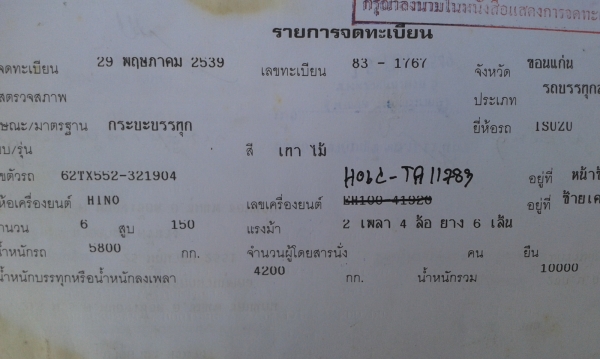 กรุณาลงนามในหนังสือแสดงการจดทะ
รายการจดทะเบียน
จดทะเบียน 29 พฤษภาคม 2539 เลขทะเบียน 83 - 1767 จังหวัด ขอนแก่น
ตรวจสภาพ ประเภท รถบรรทุก
ษณะ/มาตรฐาน กระบะบรรทุก ยี่ห้อรถ ISUZU
บบ/รุ่น สี เทา ไม้
ขตัวรถ 62TX552-321904 H06C-TA11783 อยู่ที่ หน้า
ห้อเครื่องยนต์ HINO เลขเครื่องยนต์ EH100-41920 อยู่ที่ ซ้ายเค
ำนวน 6 สูบ 150 แรงม้า 2 เพลา 4 ล้อ ยาง 6 เส้น
น้ำหนักรถ 5800 กก. จำนวนผู้โดยสารนั่ง คน ยืน
น้ำหนักบรรทุกหรือน้ำหนักลงเพลา 4200 กก. น้ำหนักรวม 10000